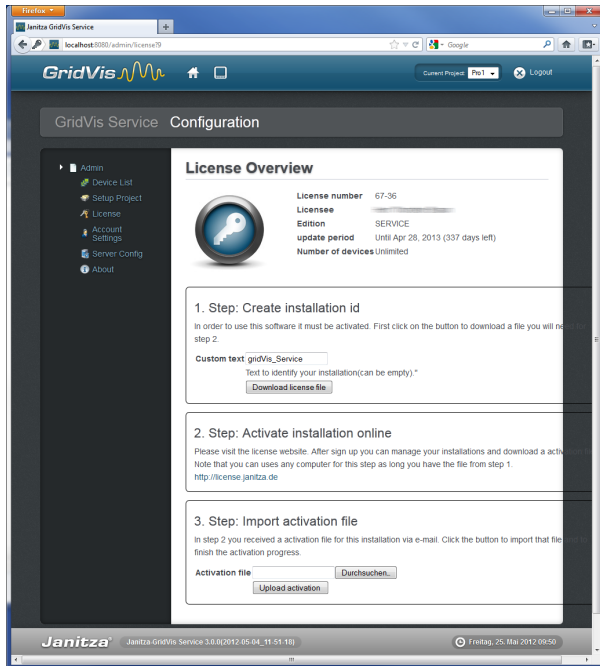 Firefox
Janitza GridVis Service
localhost:8080/admin/license?9
Google
GridVis
Current Project: Pro1
Logout
GridVis Service Configuration
Admin
Device List
Setup Project
License
Account
Settings
Server Config
About
License Overview
License number 67-36
Licensee
Edition SERVICE
update period Until Apr 28, 2013 (337 days left)
Number of devices Unlimited
1. Step: Create installation id
In order to use this software it must be activated. First click on the button to download a file you will need for
step 2.
Custom text gridVis_Service
Text to identify your installation(can be empty)."
Download license file
2. Step: Activate installation online
Please visit the license website. After sign up you can manage your installations and download a activation file.
Note that you can uses any computer for this step as long you have the file from step 1.
http://license.janitza.de
3. Step: Import activation file
In step 2 you received a activation file for this installation via e-mail. Click the button to import that file and to
finish the activation progress.
Activation file Durchsuchen..
Upload activation
Janitza® Janitza GridVis Service 3.0.0(2012-05-04_11-51-18) Freitag, 25. Mai 2012 09:50